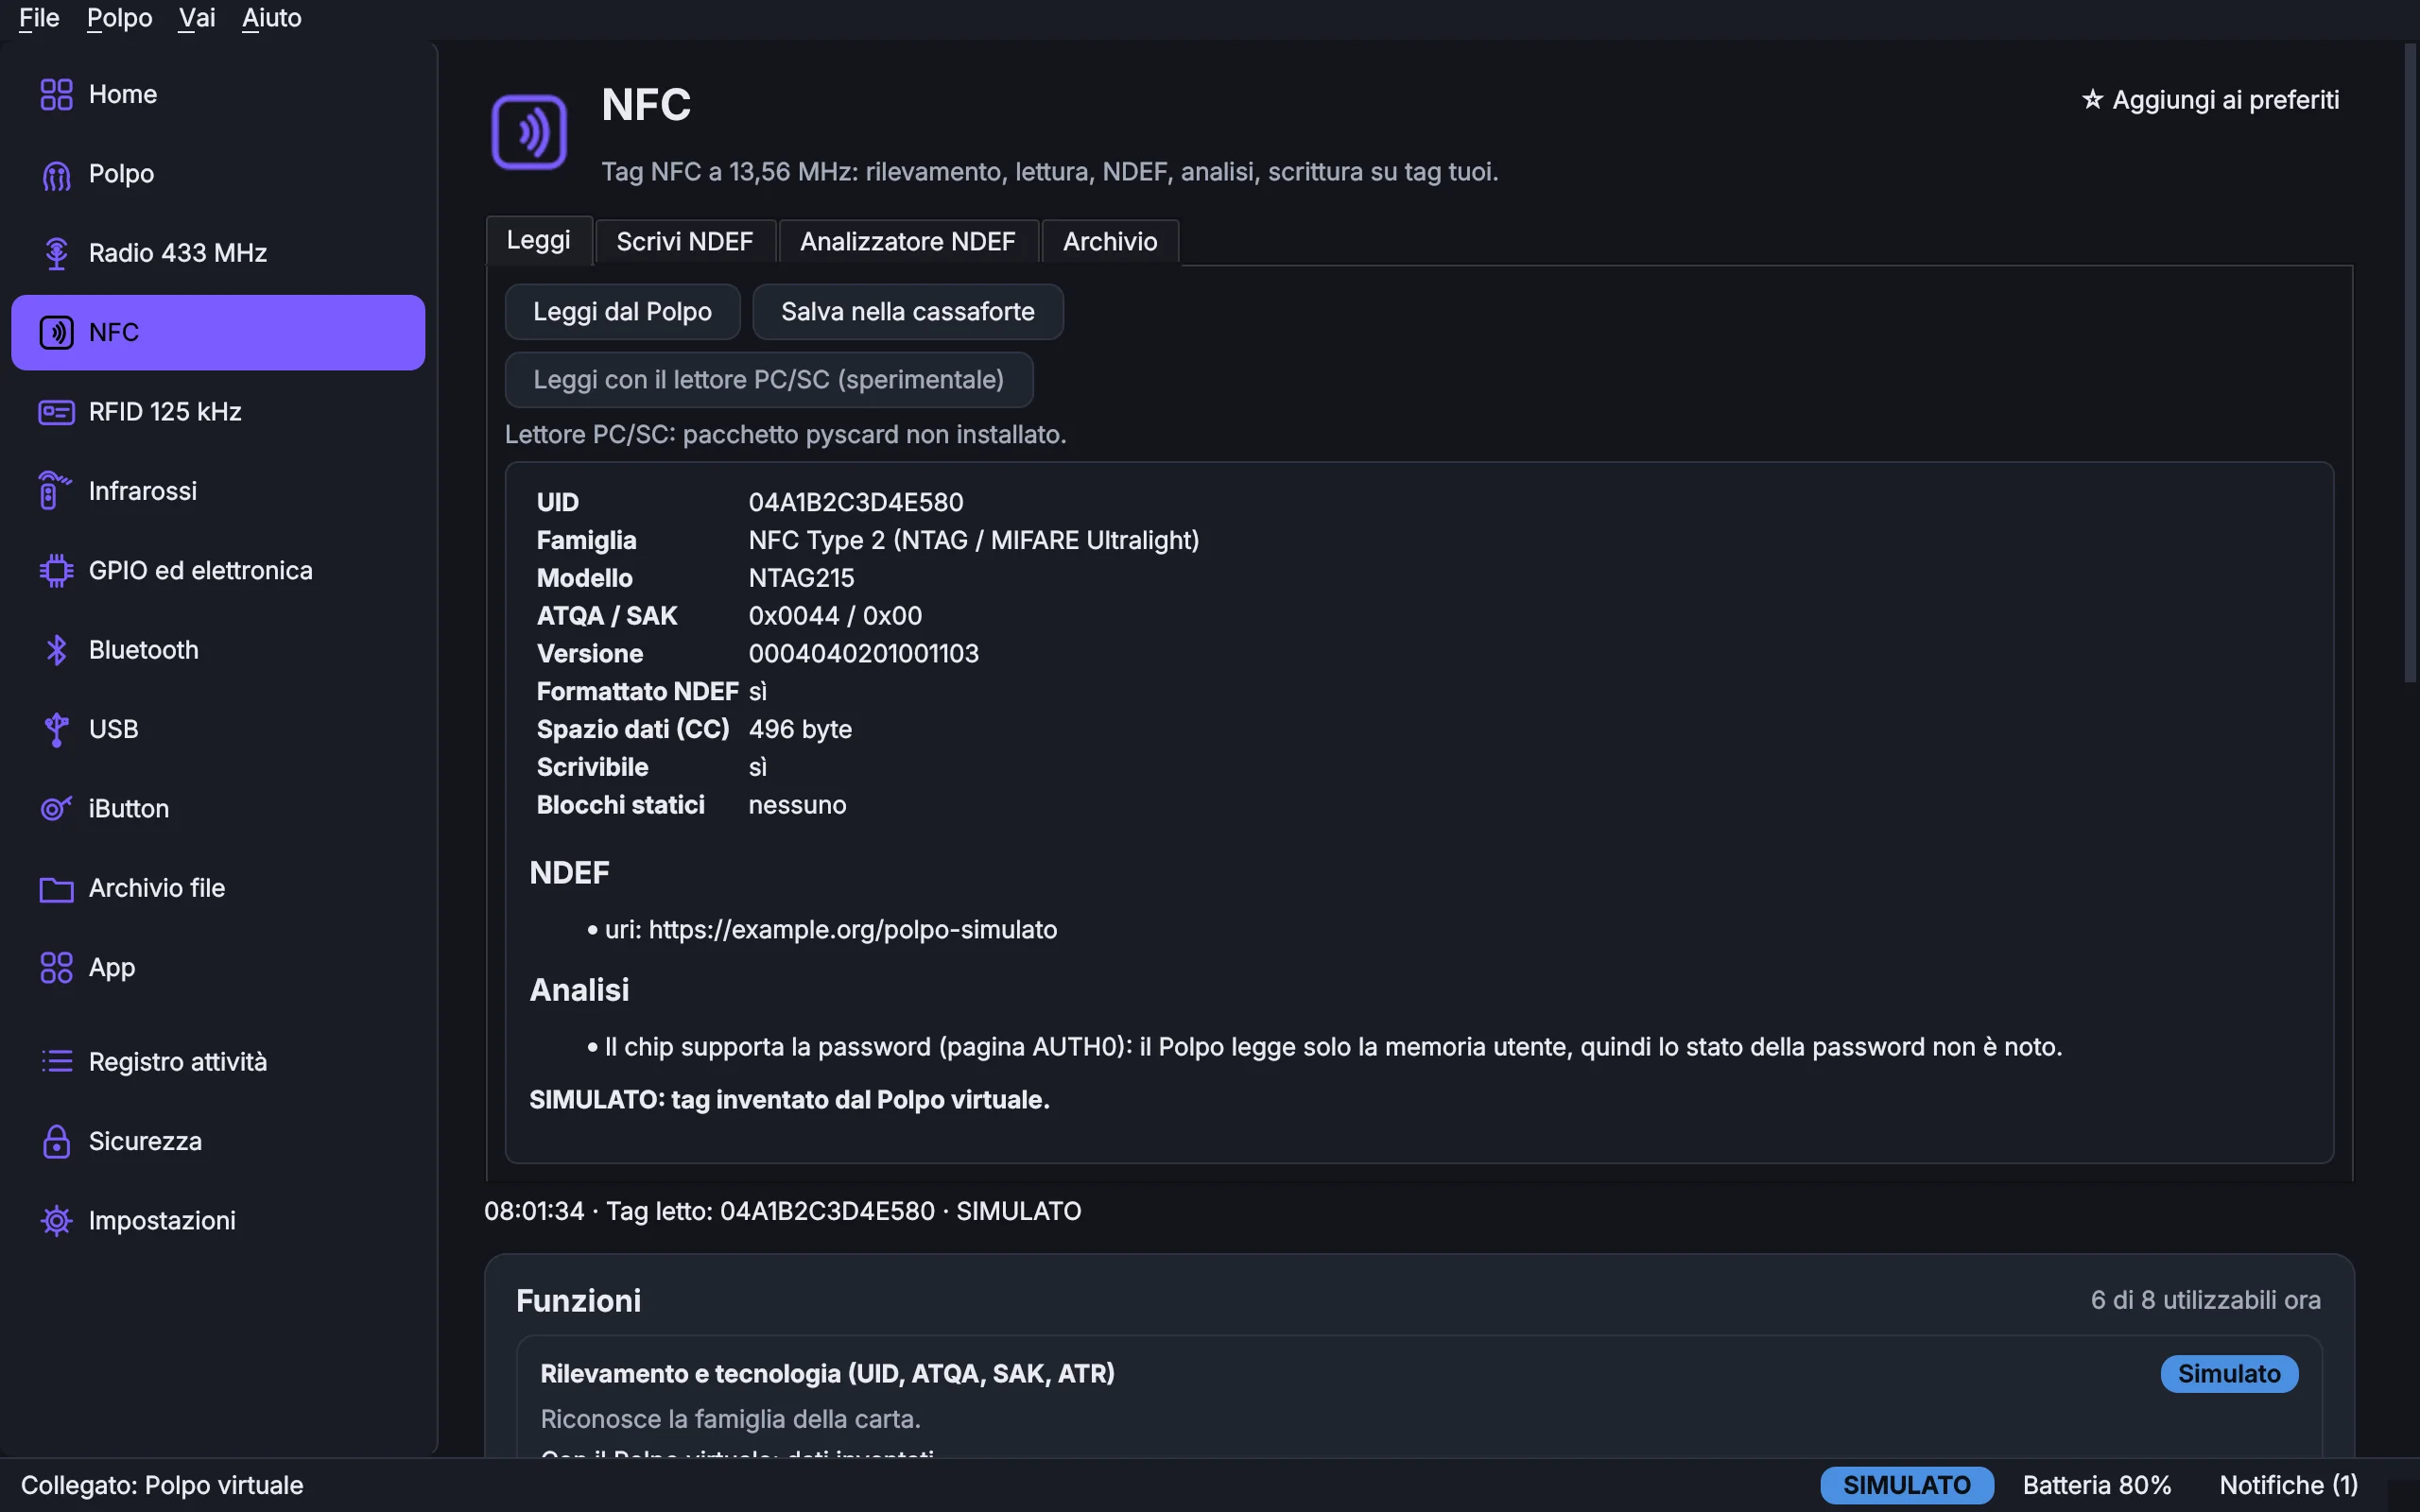 File Polpo Vai Aiuto
Home
Polpo
Radio 433 MHz
NFC
RFID 125 kHz
Infrarossi
GPIO ed elettronica
Bluetooth
USB
iButton
Archivio file
App
Registro attività
Sicurezza
Impostazioni
NFC
☆ Aggiungi ai preferiti
Tag NFC a 13,56 MHz: rilevamento, lettura, NDEF, analisi, scrittura su tag tuoi.
Leggi Scrivi NDEF Analizzatore NDEF Archivio
Leggi dal Polpo Salva nella cassaforte
Leggi con il lettore PC/SC (sperimentale)
Lettore PC/SC: pacchetto pyscard non installato.
UID 04A1B2C3D4E580
Famiglia NFC Type 2 (NTAG / MIFARE Ultralight)
Modello NTAG215
ATQA / SAK 0x0044 / 0x00
Versione 0004040201001103
Formattato NDEF sì
Spazio dati (CC) 496 byte
Scrivibile sì
Blocchi statici nessuno
NDEF
• uri: https://example.org/polpo-simulato
Analisi
• Il chip supporta la password (pagina AUTH0): il Polpo legge solo la memoria utente, quindi lo stato della password non è noto.
SIMULATO: tag inventato dal Polpo virtuale.
08:01:34 · Tag letto: 04A1B2C3D4E580 · SIMULATO
Funzioni 6 di 8 utilizzabili ora
Rilevamento e tecnologia (UID, ATQA, SAK, ATR) Simulato
Riconosce la famiglia della carta.
Con il Polpo virtuale: dati inventati.
Collegato: Polpo virtuale SIMULATO Batteria 80% Notifiche (1)